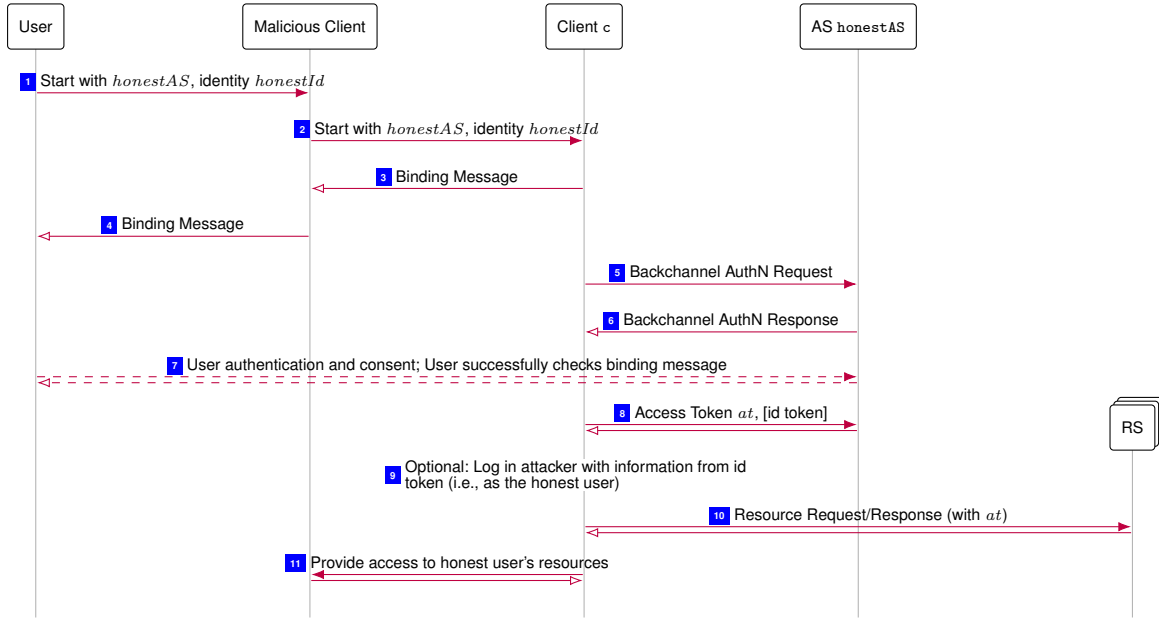 User
Malicious Client
Client c
AS honestAS
1 Start with honestAS, identity honestId
2 Start with honestAS, identity honestId
3 Binding Message
4 Binding Message
5 Backchannel AuthN Request
6 Backchannel AuthN Response
7 User authentication and consent; User successfully checks binding message
8 Access Token at, [id token]
RS
9 Optional: Log in attacker with information from id
token (i.e., as the honest user)
10 Resource Request/Response (with at)
11 Provide access to honest user's resources